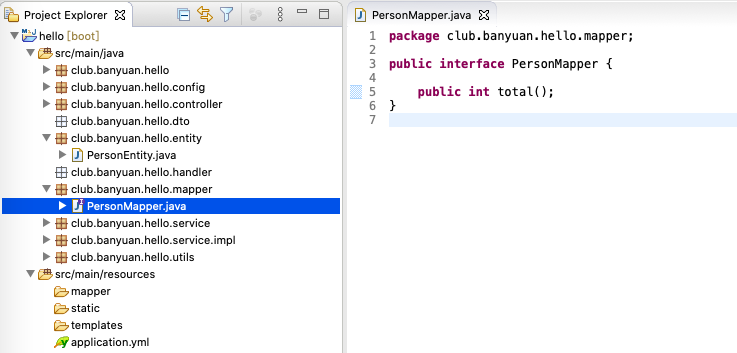 Project Explorer
hello [boot]
src/main/java
club.banyuan.hello
club.banyuan.hello.config
club.banyuan.hello.controller
club.banyuan.hello.dto
club.banyuan.hello.entity
PersonEntity.java
club.banyuan.hello.handler
club.banyuan.hello.mapper
PersonMapper.java
club.banyuan.hello.service
club.banyuan.hello.service.impl
club.banyuan.hello.utils
src/main/resources
mapper
static
templates
application.yml
PersonMapper.java
1 package club.banyuan.hello.mapper;
2
3 public interface PersonMapper {
4
5     public int total();
6 }
7